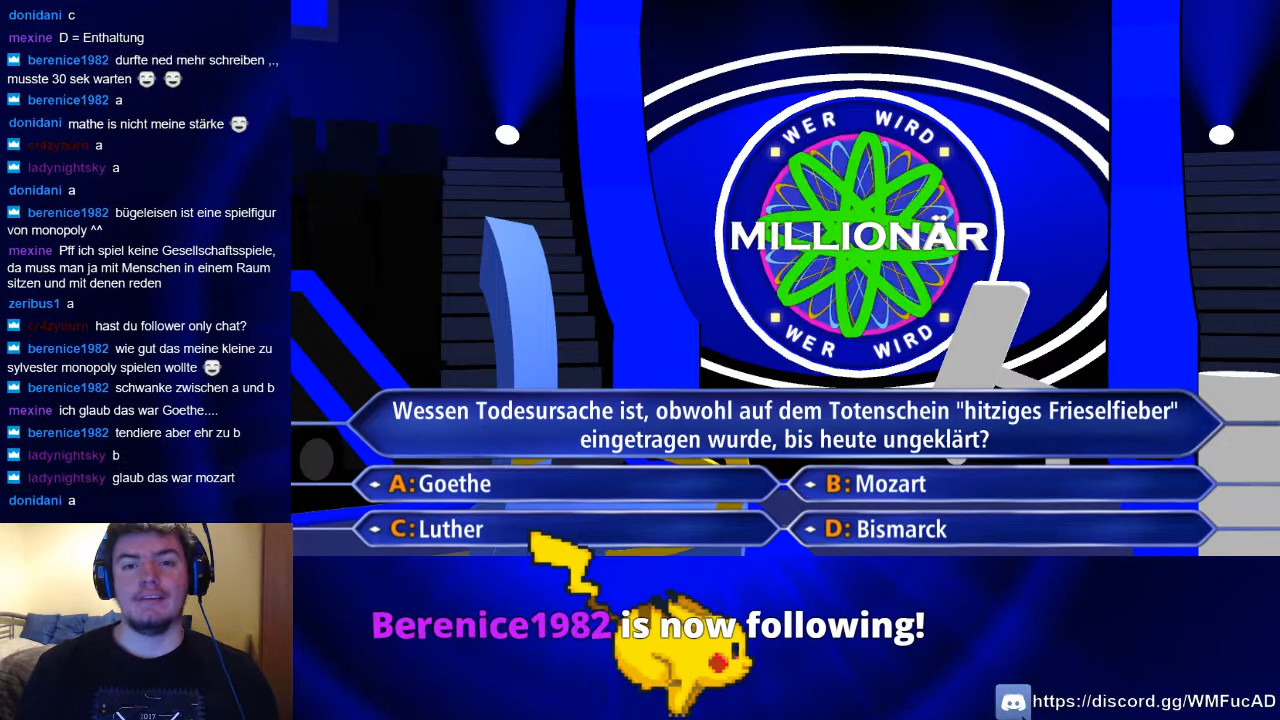 donidani c
mexine D = Enthaltung
berenice1982 durfte ned mehr schreiben ,.,
musste 30 sek warten
berenice1982 a
donidani mathe is nicht meine stärke
cr4zyburn a
ladynightsky a
donidani a
berenice1982 bügeleisen ist eine spielfigur
von monopoly ^^
mexine Pff ich spiel keine Gesellschaftsspiele,
da muss man ja mit Menschen in einem Raum
sitzen und mit denen reden
zeribus1 a
cr4zyburn hast du follower only chat?
berenice1982 wie gut das meine kleine zu
sylvester monopoly spielen wollte
berenice1982 schwanke zwischen a und b
mexine ich glaub das war Goethe....
berenice1982 tendiere aber ehr zu b
ladynightsky b
ladynightsky glaub das war mozart
donidani a
WER WIRD
MILLIONÄR
WER WIRD
Wessen Todesursache ist, obwohl auf dem Totenschein "hitziges Frieselfieber"
eingetragen wurde, bis heute ungeklärt?
A: Goethe
B: Mozart
C: Luther
D: Bismarck
Berenice1982 is now following!
2017
https://discord.gg/WMFucAD